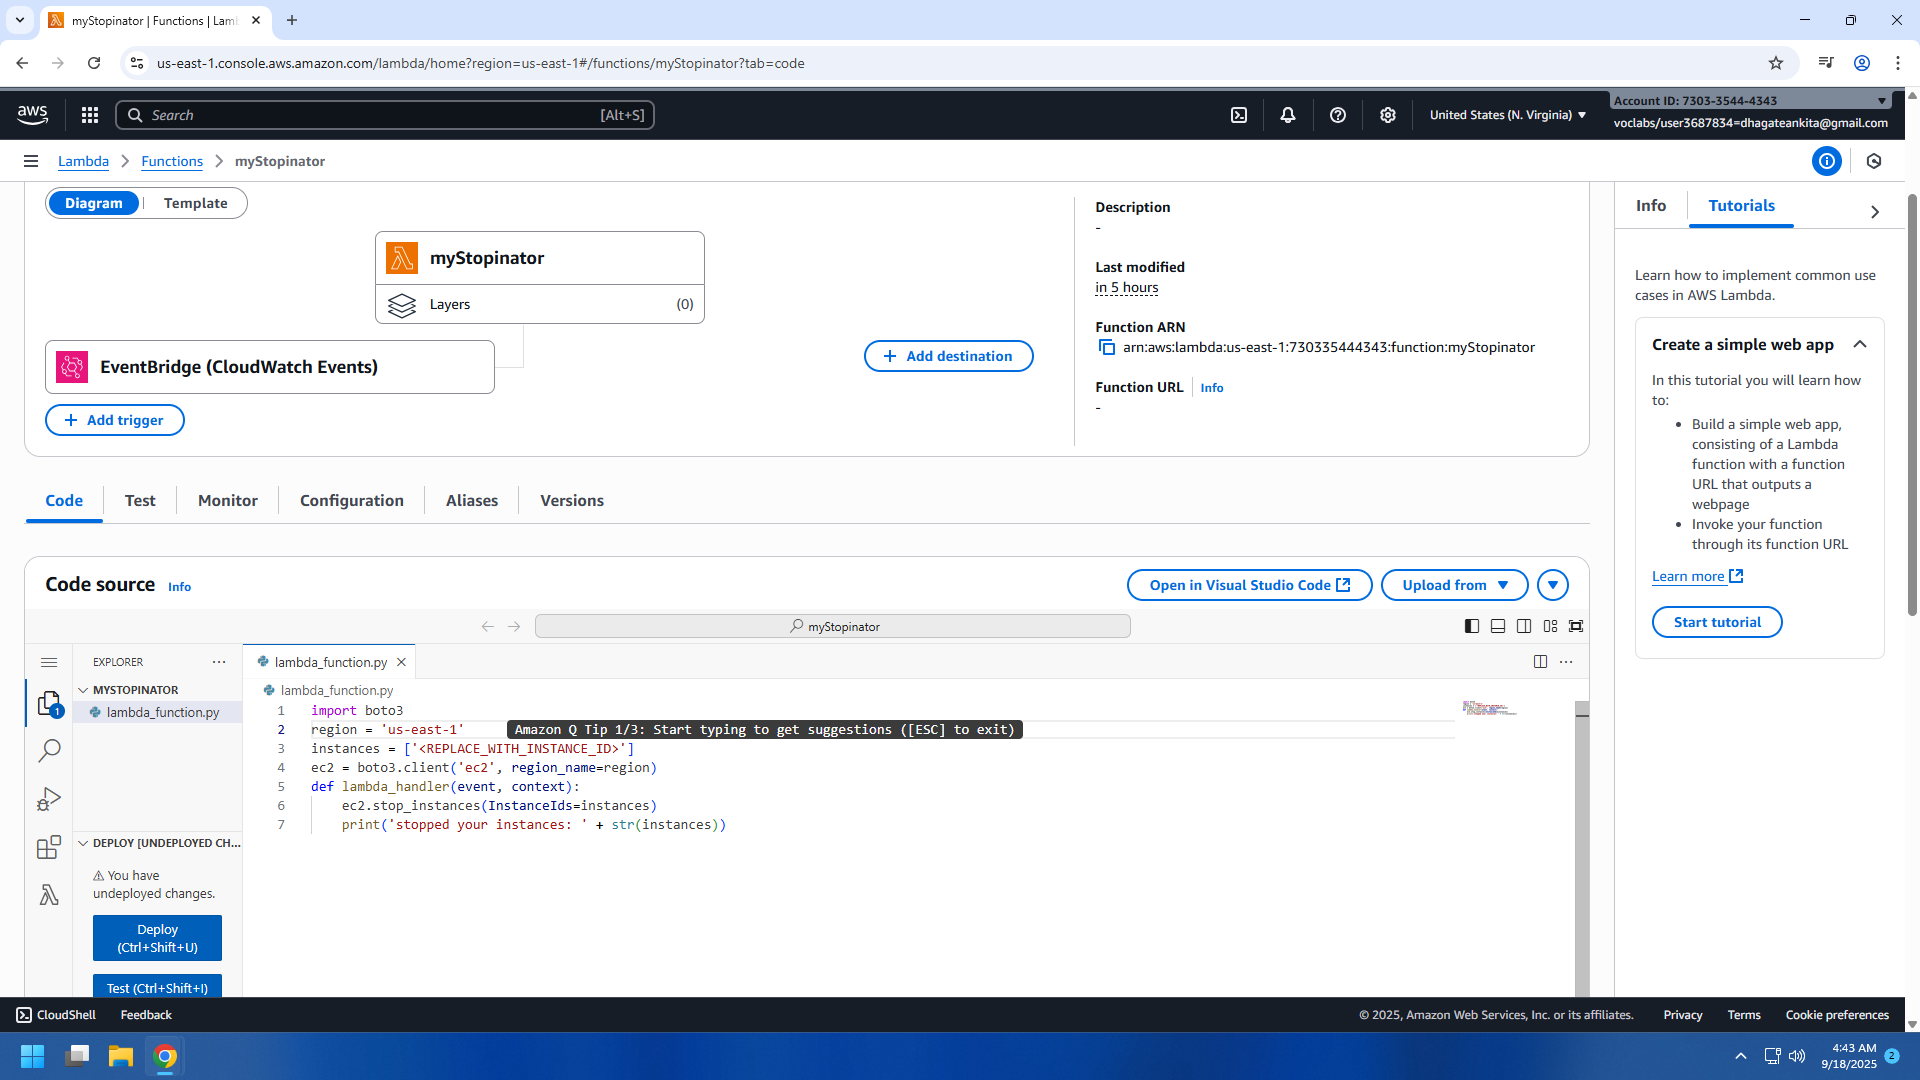 myStopinator | Functions | Lam
us-east-1.console.aws.amazon.com/lambda/home?region=us-east-1#/functions/myStopinator?tab=code
aws
Search
[Alt+S]
United States (N. Virginia)
Account ID: 7303-3544-4343
voclabs/user3687834=dhagateankita@gmail.com
Lambda
Functions
myStopinator
Diagram
Template
myStopinator
Layers
(0)
EventBridge (CloudWatch Events)
Add trigger
Add destination
Description
-
Last modified
in 5 hours
Function ARN
arn:aws:lambda:us-east-1:730335444343:function:myStopinator
Function URL
Info
-
Info
Tutorials
Learn how to implement common use
cases in AWS Lambda.
Create a simple web app
In this tutorial you will learn how
to:
• Build a simple web app,
consisting of a Lambda
function with a function
URL that outputs a
webpage
• Invoke your function
through its function URL
Learn more
Start tutorial
Code
Test
Monitor
Configuration
Aliases
Versions
Code source
Info
Open in Visual Studio Code
Upload from
myStopinator
EXPLORER
MYSTOPINATOR
lambda_function.py
1
DEPLOY [UNDEPLOYED CH...
You have
undeployed changes.
Deploy
(Ctrl+Shift+U)
Test (Ctrl+Shift+I)
lambda_function.py
lambda_function.py
1 import boto3
2 region = 'us-east-1'
Amazon Q Tip 1/3: Start typing to get suggestions ([ESC] to exit)
3 instances = ['<REPLACE_WITH_INSTANCE_ID>']
4 ec2 = boto3.client('ec2', region_name=region)
5 def lambda_handler(event, context):
6 ec2.stop_instances(InstanceIds=instances)
7 print('stopped your instances: ' + str(instances))
CloudShell
Feedback
© 2025, Amazon Web Services, Inc. or its affiliates.
Privacy
Terms
Cookie preferences
4:43 AM
9/18/2025
2